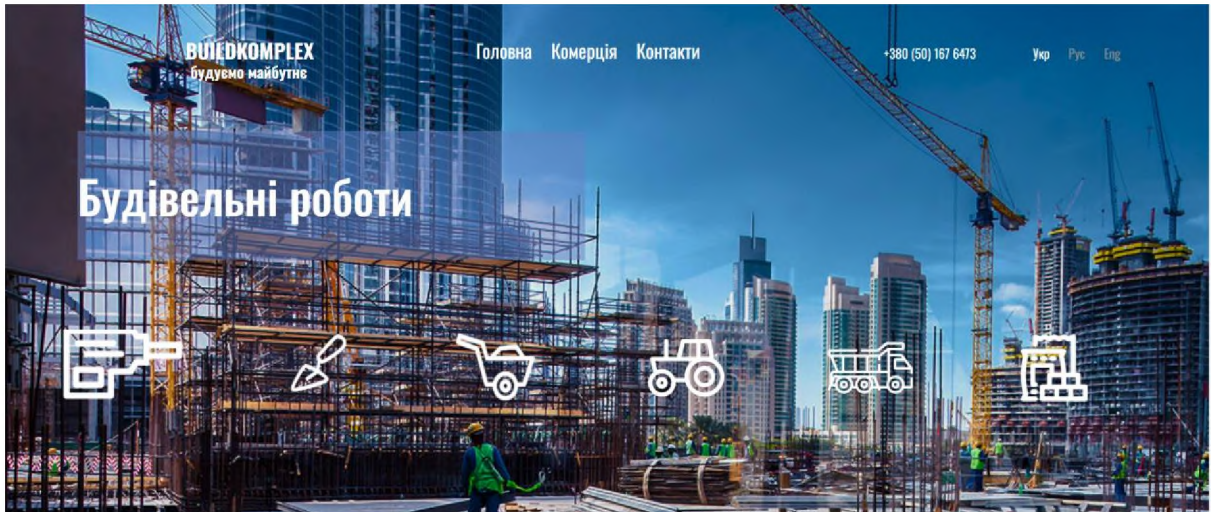 BUILDKOMPLEX
будуємо майбутнє
Головна Комерція Контакти
+380 (50) 167 6473
Укр Рус Eng
Будівельні роботи